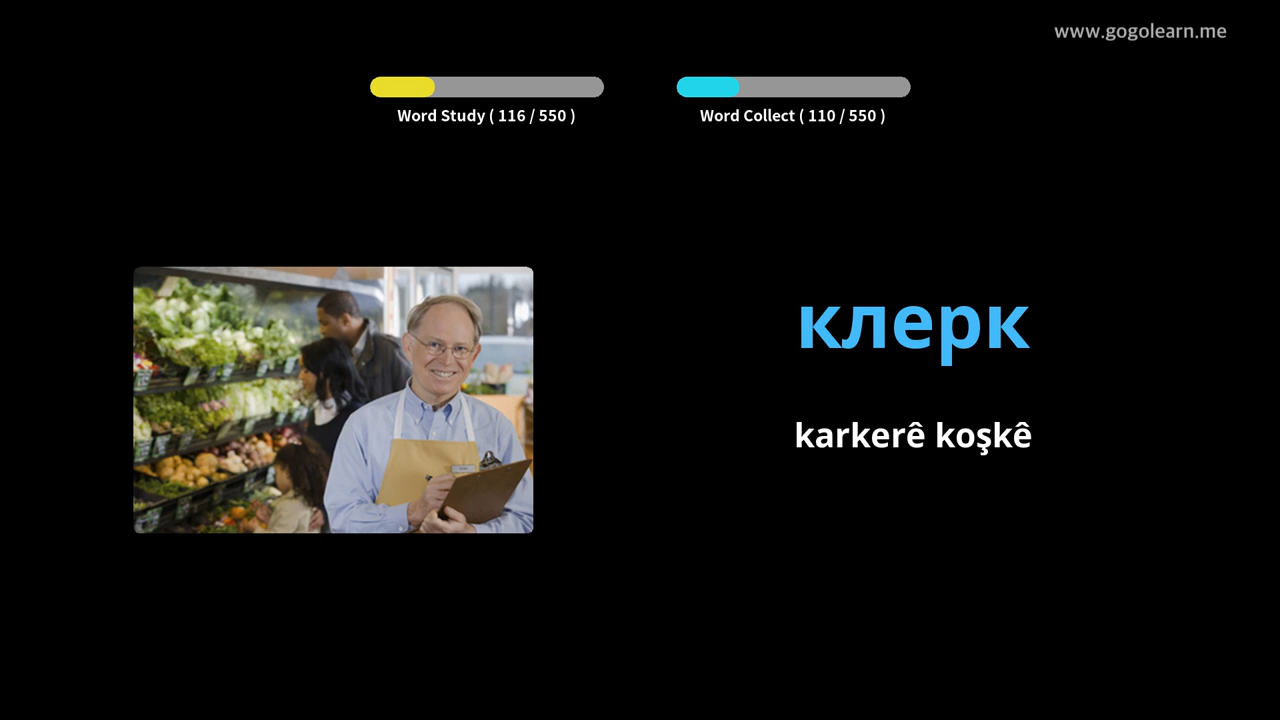 www.gogolearn.me
Word Study ( 116 / 550 )
Word Collect ( 110 / 550 )
клерк
karkerê koşkê